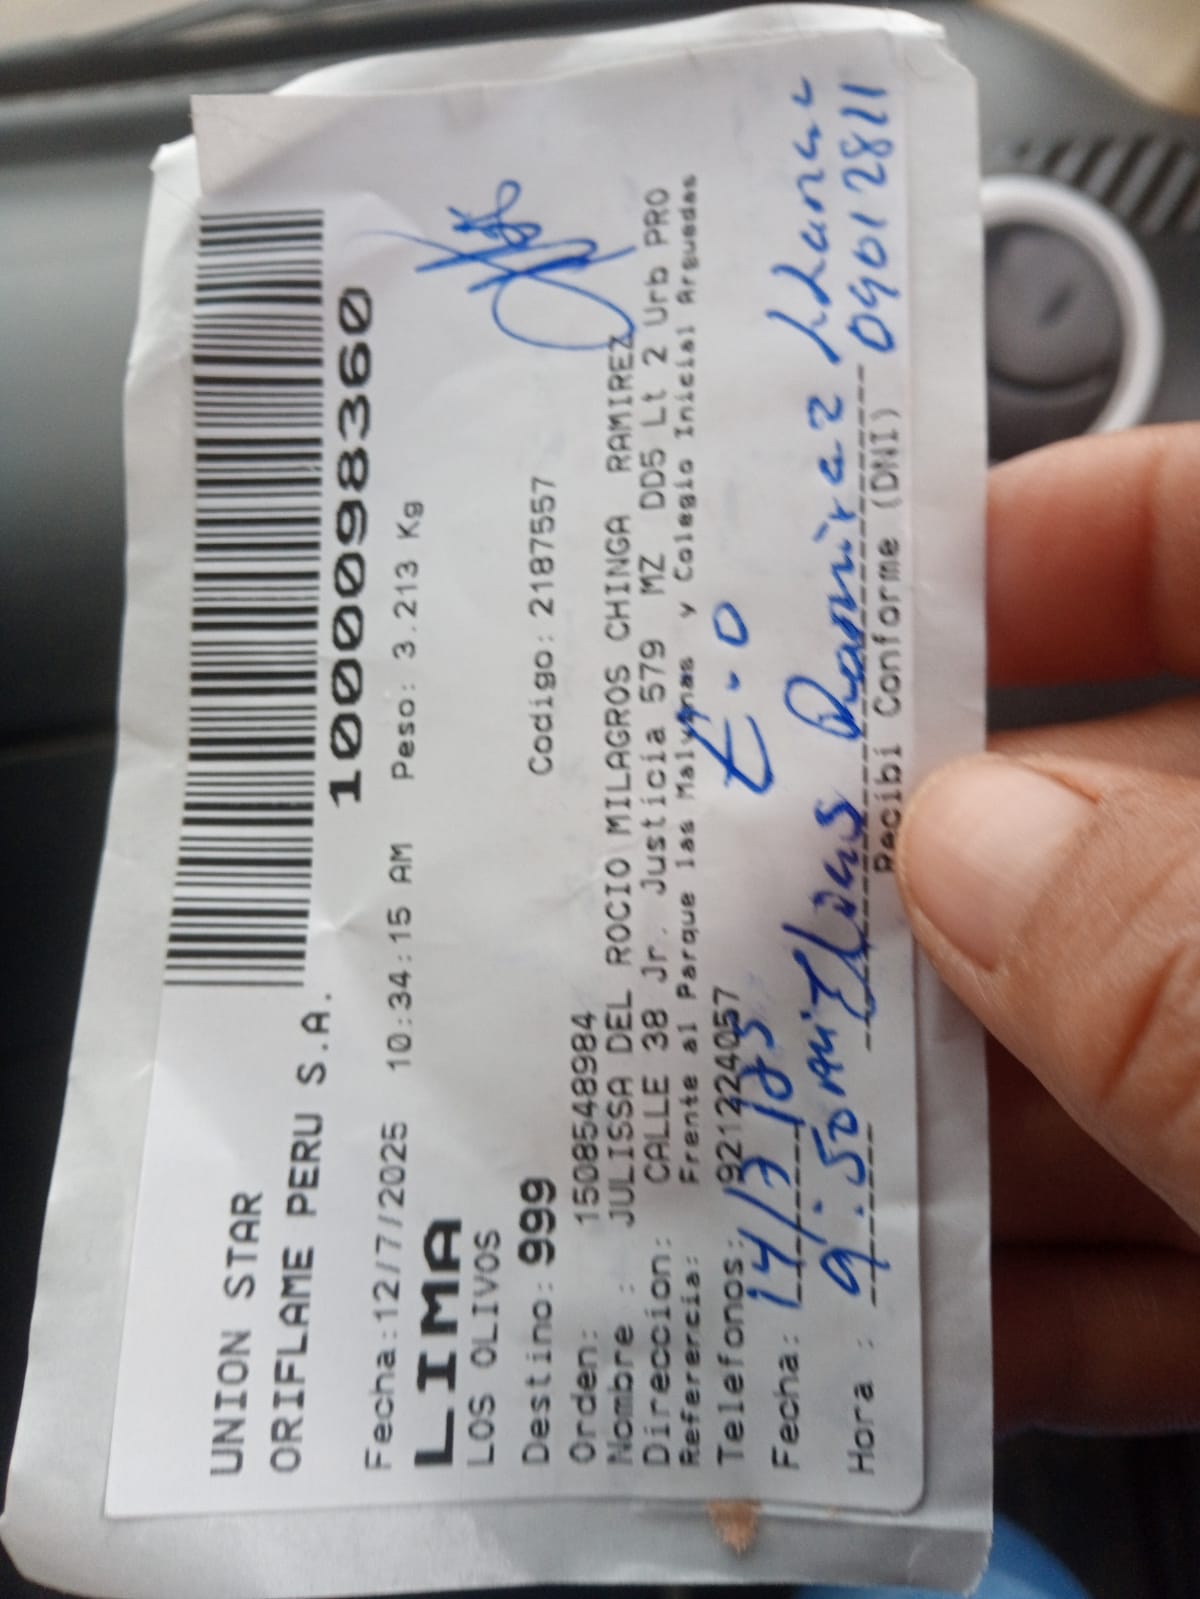 UNION STAR
ORIFLAME PERU S.A.
10000098360
Fecha:12/7/2025 10:34:15 AM Peso: 3.213 Kg
LIMA
LOS OLIVOS
Destino: 999 Codigo: 2187557
Orden: 1508548984
Nombre : JULISSA DEL ROCIO MILAGROS CHINGA RAMIREZ
Direccion: CALLE 38 Jr. Justicia 579 MZ DD5 Lt 2 Urb PRO
Referencia: Frente al Parque las Malvinas y Colegio Inicial Arguedas
Telefonos: 921224057
Fecha: 14/7/25 t.o
Hora : 9:50 Ramirez
09012811
Recibi Conforme (DNI)